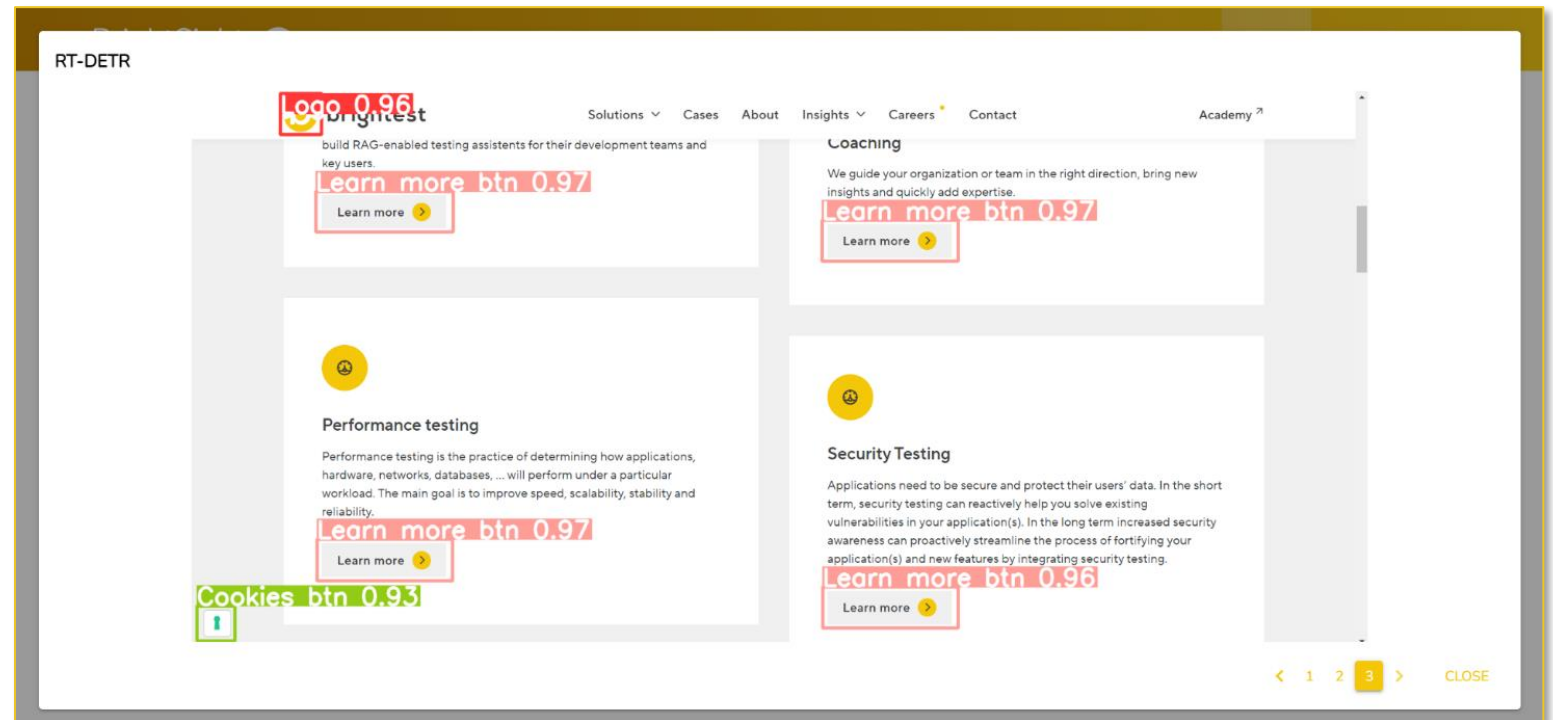 RT-DETR
Logo 0.96
brightest
Solutions Cases About Insights Careers Contact Academy
build RAG-enabled testing assistents for their development teams and
key users.
Learn more btn 0.97
Learn more
Coaching
We guide your organization or team in the right direction, bring new
insights and quickly add expertise.
Learn more btn 0.97
Learn more
Performance testing
Performance testing is the practice of determining how applications,
hardware, networks, databases, ... will perform under a particular
workload. The main goal is to improve speed, scalability, stability and
reliability.
Learn more btn 0.97
Learn more
Cookies btn 0.93
Security Testing
Applications need to be secure and protect their users' data. In the short
term, security testing can reactively help you solve existing
vulnerabilities in your application(s). In the long term increased security
awareness can proactively streamline the process of fortifying your
application(s) and new features by integrating security testing.
Learn more btn 0.96
Learn more
1 2 3 CLOSE